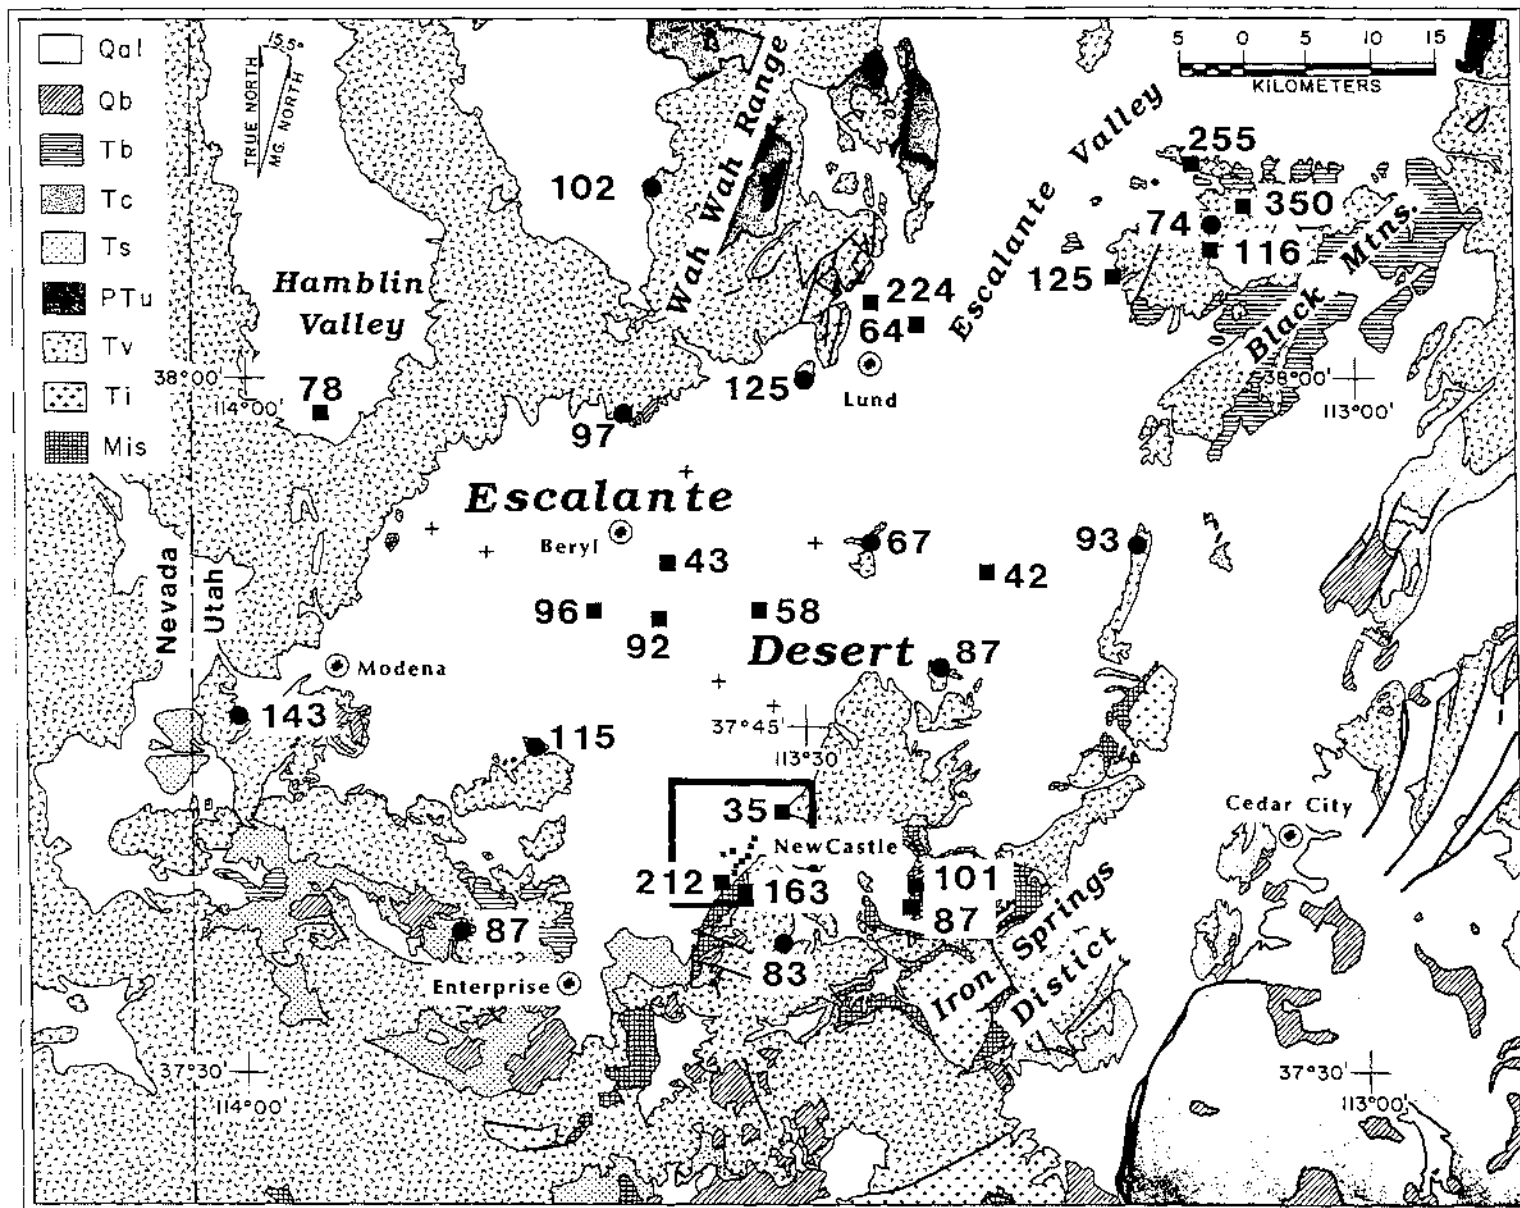 Qal
Qb
Tb
Tc
Ts
PTu
Tv
Ti
Mis
15.5°
TRUE NORTH
MG. NORTH
5 0 5 10 15
KILOMETERS
Wah Wah Range
Escalante Valley
Black Mtns.
Hamblin
Valley
102
255
350
74
116
125
224
64
125
Lund
38°00'
114°00'
78
97
38°00'
113°00'
Escalante
Beryl
43
67
93
42
96
92
58
Desert
87
Nevada
Utah
Modena
143
115
37°45'
113°30'
35
NewCastle
Cedar City
212
163
101
87
87
83
Enterprise
Iron Springs
Distict
37°30'
114°00'
37°30'
113°00'